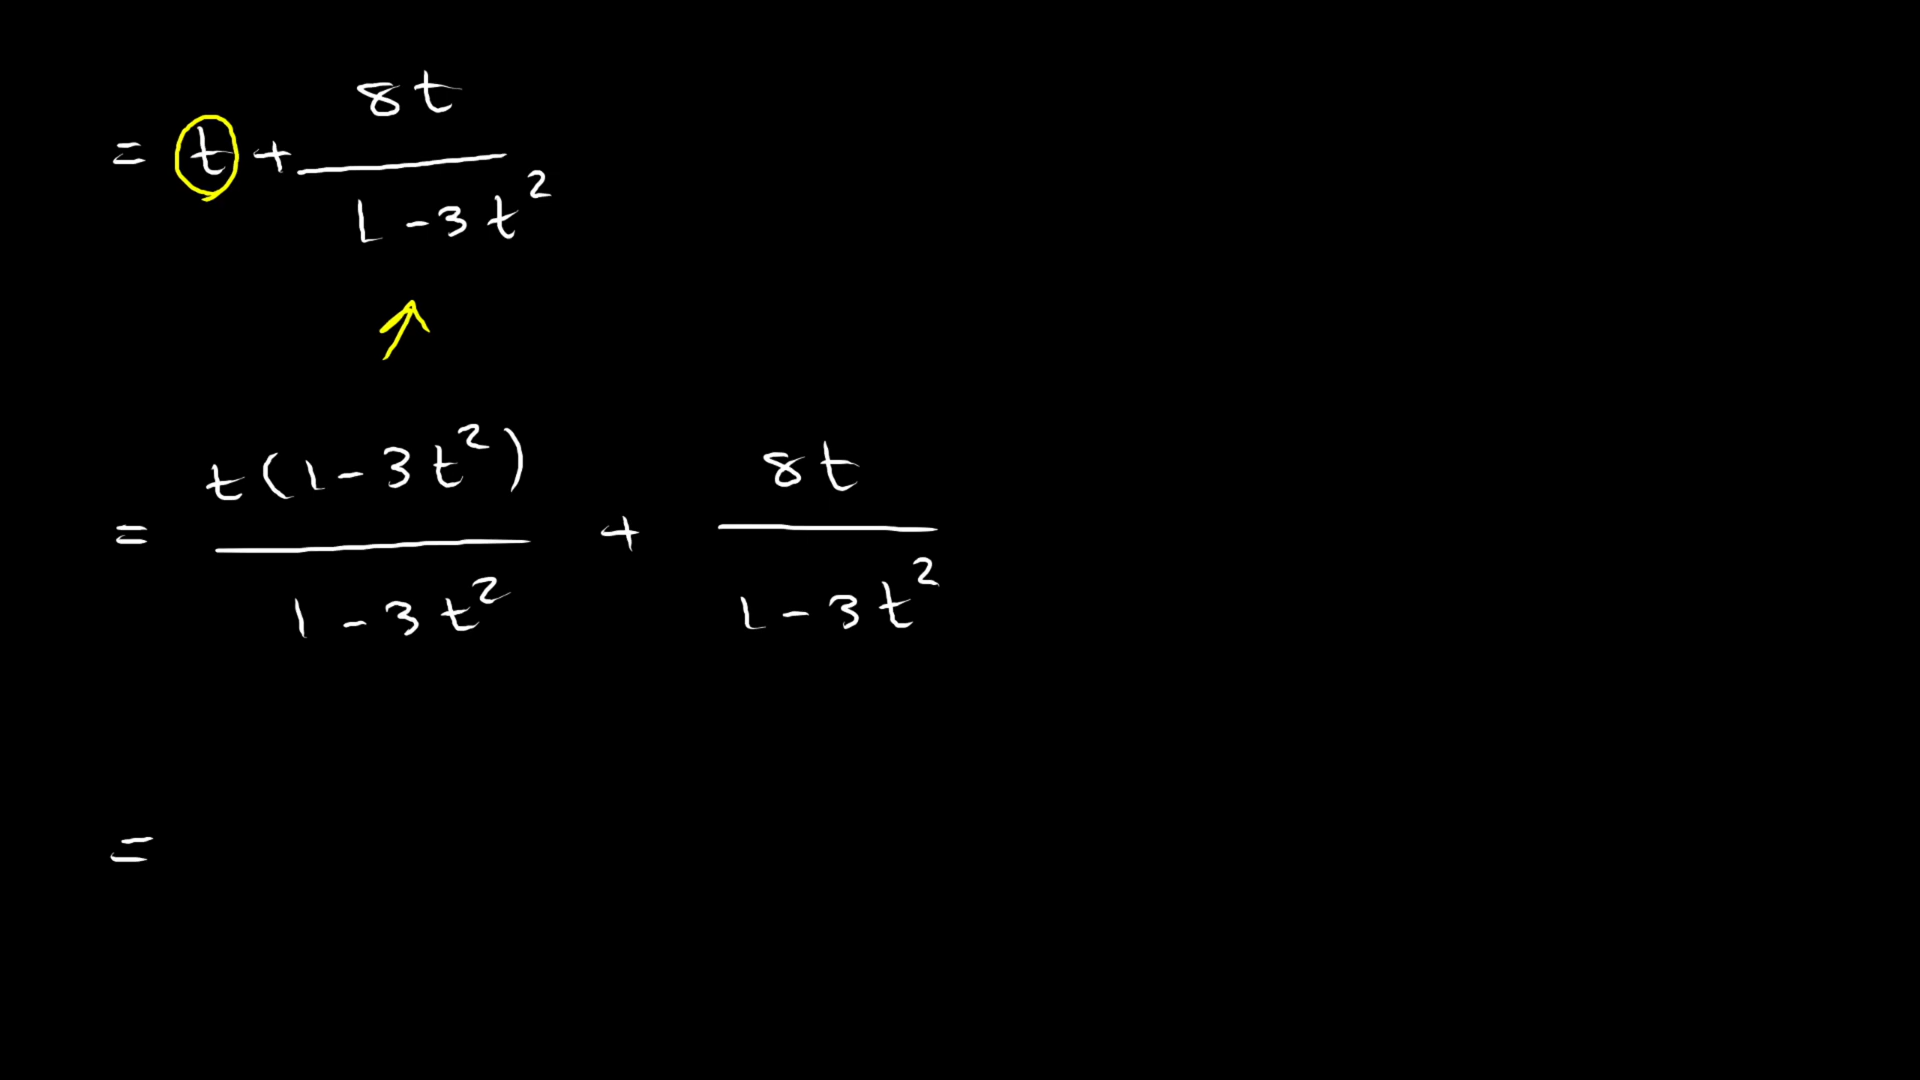 = t + 8t / 1 - 3t²
= t(1 - 3t²) / 1 - 3t² + 8t / 1 - 3t²
=